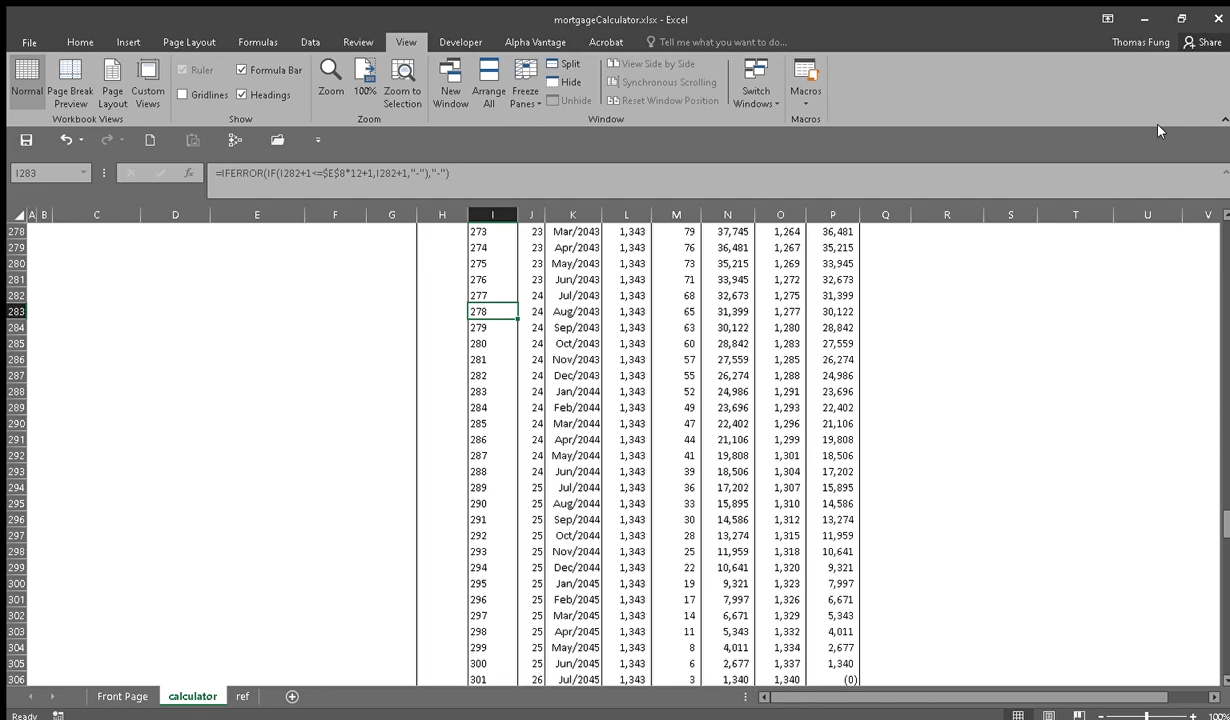 mortgageCalculator.xlsx - Excel
File Home Insert Page Layout Formulas Data Review View Developer Alpha Vantage Acrobat Tell me what you want to do... Thomas Fung Share
Normal Page Break Preview Page Layout Custom Views Ruler Formula Bar Gridlines Headings Zoom 100% Zoom to Selection New Window Arrange All Freeze Panes Split Hide Unhide View Side by Side Synchronous Scrolling Reset Window Position Switch Windows Macros
Workbook Views Show Zoom Window Macros
I283 fx =IFERROR(IF(I282+1<=$E$8*12+1,I282+1,"-"),"-")
A B C D E F G H I J K L M N O P Q R S T U V
278 273 23 Mar/2043 1,343 79 37,745 1,264 36,481
279 274 23 Apr/2043 1,343 76 36,481 1,267 35,215
280 275 23 May/2043 1,343 73 35,215 1,269 33,945
281 276 23 Jun/2043 1,343 71 33,945 1,272 32,673
282 277 24 Jul/2043 1,343 68 32,673 1,275 31,399
283 278 24 Aug/2043 1,343 65 31,399 1,277 30,122
284 279 24 Sep/2043 1,343 63 30,122 1,280 28,842
285 280 24 Oct/2043 1,343 60 28,842 1,283 27,559
286 281 24 Nov/2043 1,343 57 27,559 1,285 26,274
287 282 24 Dec/2043 1,343 55 26,274 1,288 24,986
288 283 24 Jan/2044 1,343 52 24,986 1,291 23,696
289 284 24 Feb/2044 1,343 49 23,696 1,293 22,402
290 285 24 Mar/2044 1,343 47 22,402 1,296 21,106
291 286 24 Apr/2044 1,343 44 21,106 1,299 19,808
292 287 24 May/2044 1,343 41 19,808 1,301 18,506
293 288 24 Jun/2044 1,343 39 18,506 1,304 17,202
294 289 25 Jul/2044 1,343 36 17,202 1,307 15,895
295 290 25 Aug/2044 1,343 33 15,895 1,310 14,586
296 291 25 Sep/2044 1,343 30 14,586 1,312 13,274
297 292 25 Oct/2044 1,343 28 13,274 1,315 11,959
298 293 25 Nov/2044 1,343 25 11,959 1,318 10,641
299 294 25 Dec/2044 1,343 22 10,641 1,320 9,321
300 295 25 Jan/2045 1,343 19 9,321 1,323 7,997
301 296 25 Feb/2045 1,343 17 7,997 1,326 6,671
302 297 25 Mar/2045 1,343 14 6,671 1,329 5,343
303 298 25 Apr/2045 1,343 11 5,343 1,332 4,011
304 299 25 May/2045 1,343 8 4,011 1,334 2,677
305 300 25 Jun/2045 1,343 6 2,677 1,337 1,340
306 301 26 Jul/2045 1,343 3 1,340 1,340 (0)
Front Page calculator ref
Ready 100%